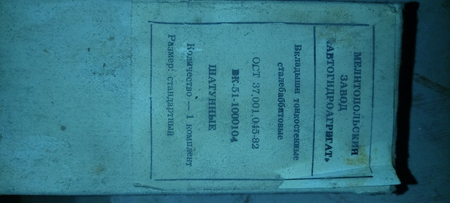 МЕЛИТОПОЛЬСКИЙ
ЗАВОД
«АВТОГИДРОАГРЕГАТ»
Вкладыши тонкостенные
сталебаббитовые
ОСТ 37.001.045-82
ВК-51-1000104
ШАТУННЫЕ
Количество — 1 комплект
Размер: стандартный